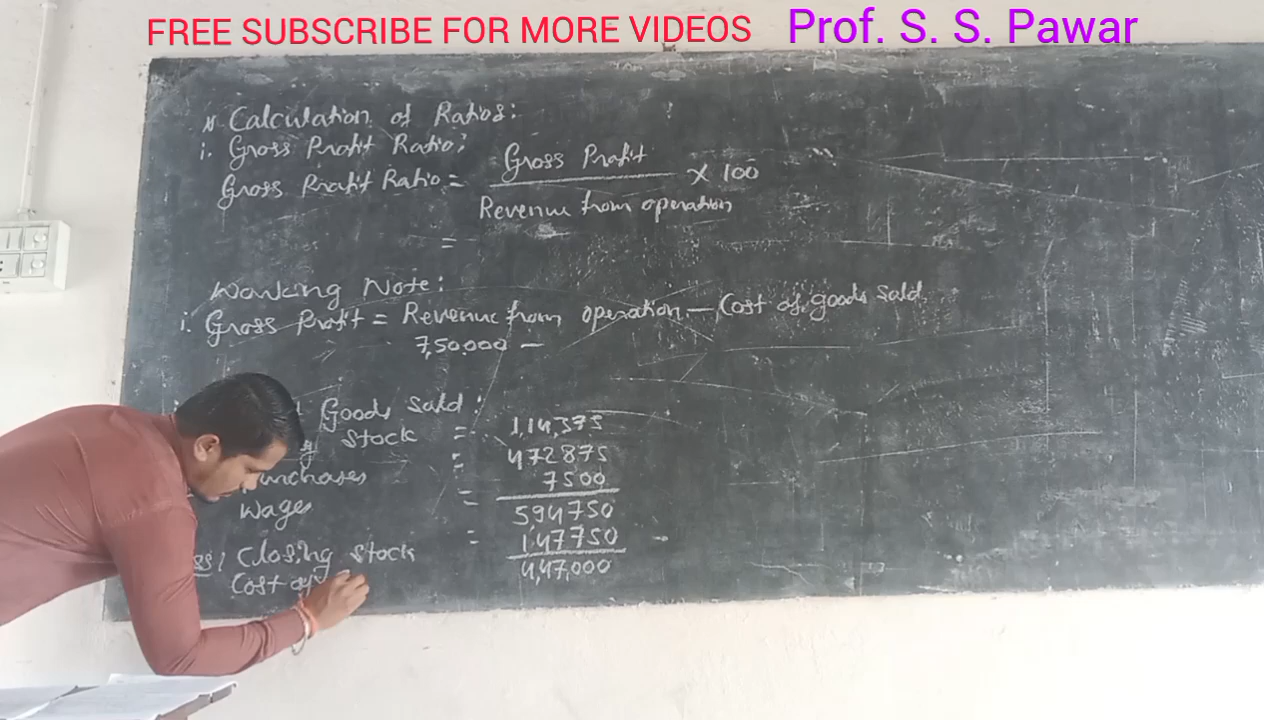 FREE SUBSCRIBE FOR MORE VIDEOS Prof. S. S. Pawar
Calculation of Ratios:
i. Gross Profit Ratio:
Gross Profit Ratio = Gross Profit × 100
Revenue from operation
=
Working Note:
i. Gross Profit = Revenue from operation — Cost of goods sold
7,50,000 —
Goods sold:
stock = 1,14,375
Purchases = 472875
Wages = 7500
594750
Closing stock = 147750
Cost of 4,47,000